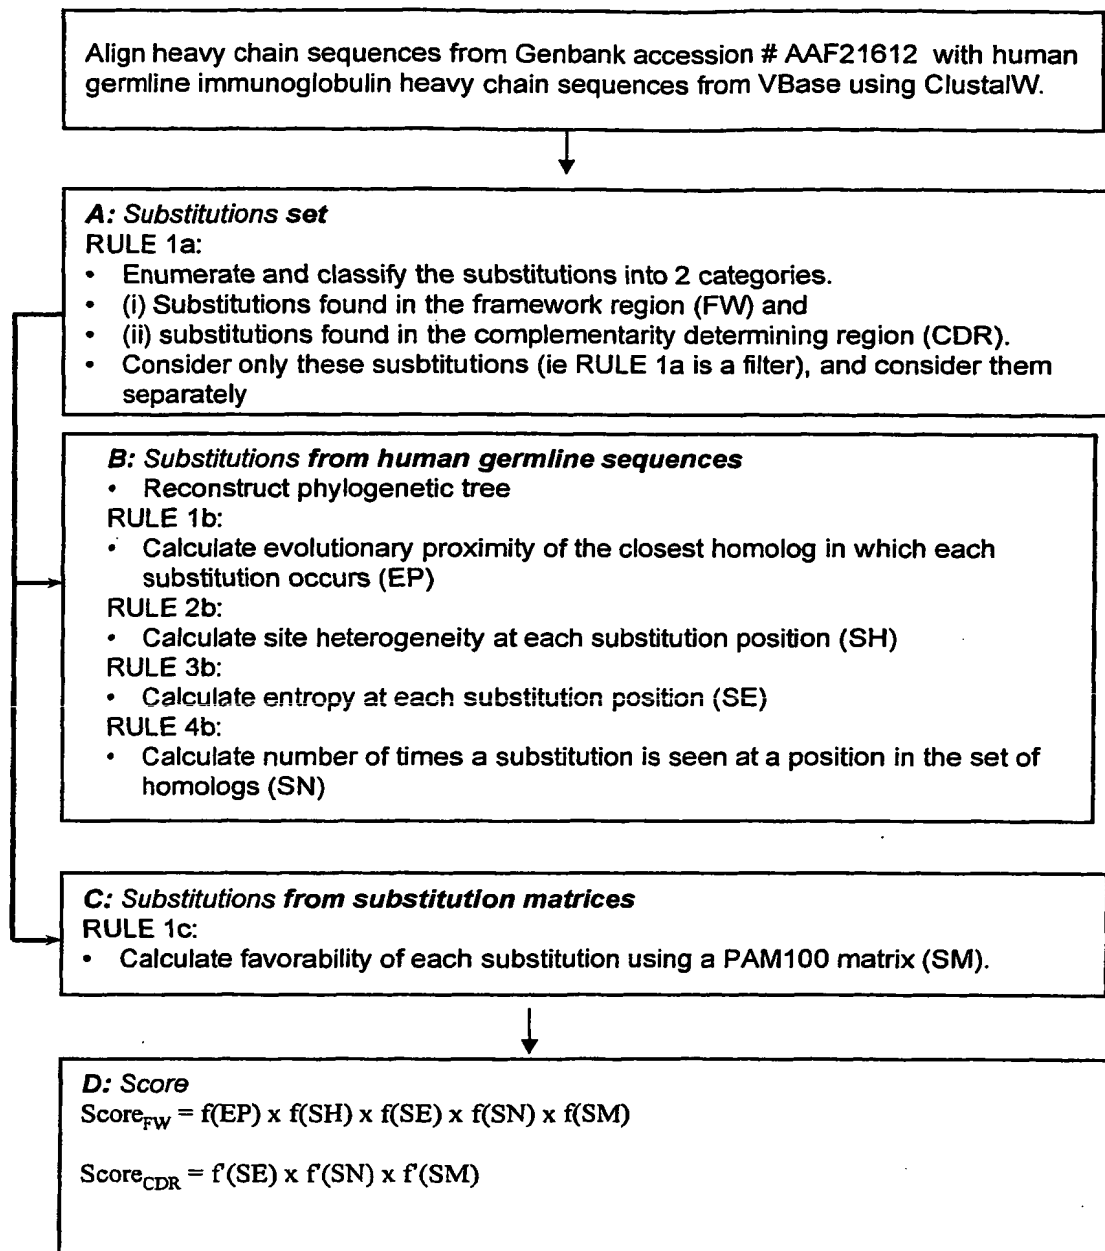 Align heavy chain sequences from Genbank accession # AAF21612 with human
germline immunoglobulin heavy chain sequences from VBase using ClustalW.
A: Substitutions set
RULE 1a:
• Enumerate and classify the substitutions into 2 categories.
• (i) Substitutions found in the framework region (FW) and
• (ii) substitutions found in the complementarity determining region (CDR).
• Consider only these susbtitutions (ie RULE 1a is a filter), and consider them
separately
B: Substitutions from human germline sequences
• Reconstruct phylogenetic tree
RULE 1b:
• Calculate evolutionary proximity of the closest homolog in which each
substitution occurs (EP)
RULE 2b:
• Calculate site heterogeneity at each substitution position (SH)
RULE 3b:
• Calculate entropy at each substitution position (SE)
RULE 4b:
• Calculate number of times a substitution is seen at a position in the set of
homologs (SN)
C: Substitutions from substitution matrices
RULE 1c:
• Calculate favorability of each substitution using a PAM100 matrix (SM).
D: Score
Score_FW = f(EP) x f(SH) x f(SE) x f(SN) x f(SM)
Score_CDR = f'(SE) x f'(SN) x f'(SM)